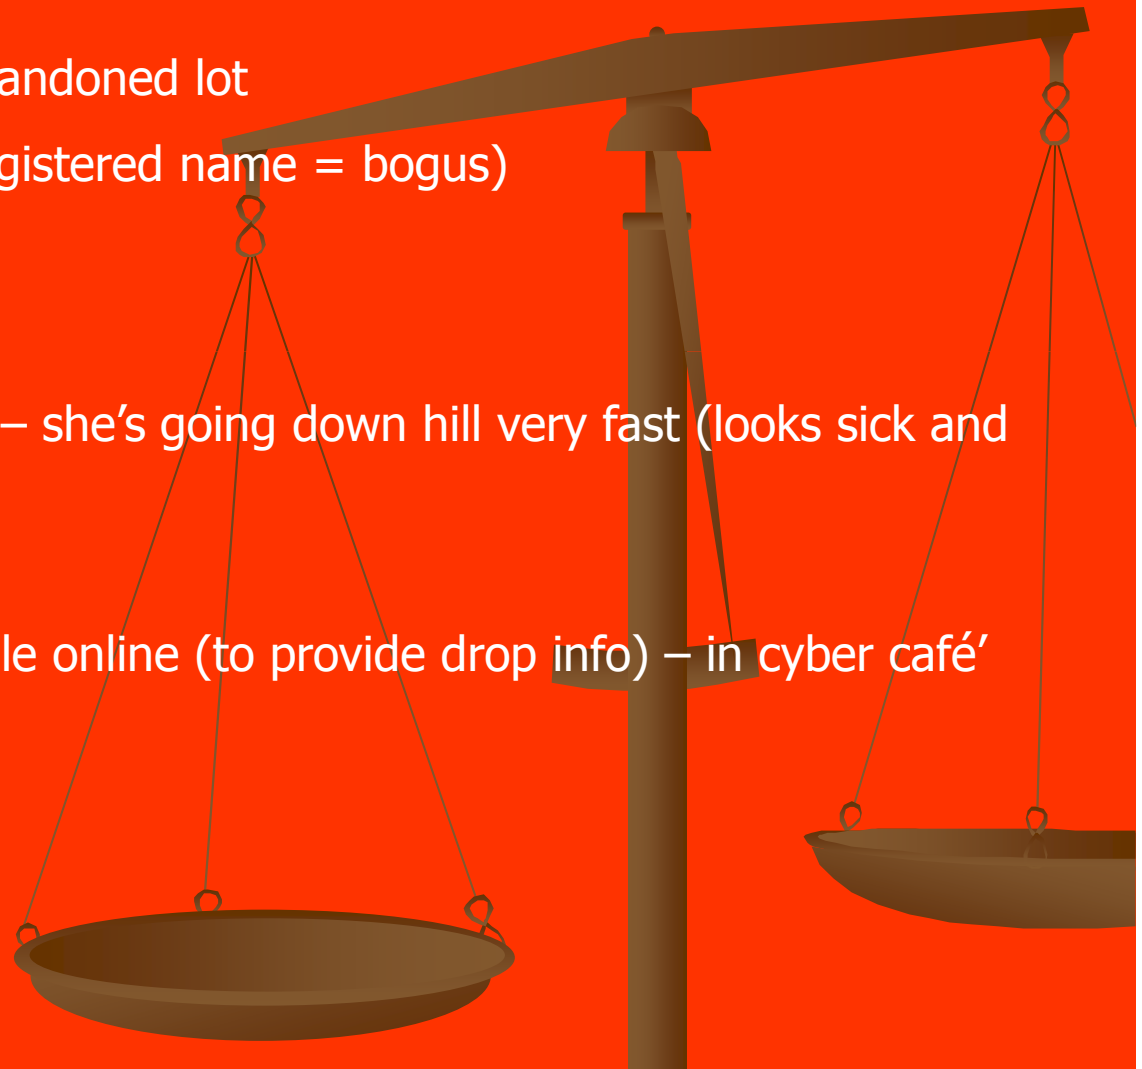 andoned lot
gistered name = bogus)
– she’s going down hill very fast (looks sick and
le online (to provide drop info) – in cyber café’